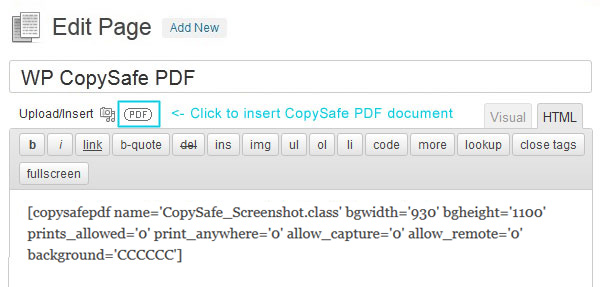 Edit Page Add New
WP CopySafe PDF
Upload/Insert PDF <- Click to insert CopySafe PDF document Visual HTML
b i link b-quote del ins img ul ol li code more lookup close tags
fullscreen
[copysafepdf name='CopySafe_Screenshot.class' bgwidth='930' bgheight='1100'
prints_allowed='0' print_anywhere='0' allow_capture='0' allow_remote='0'
background='CCCCCC']